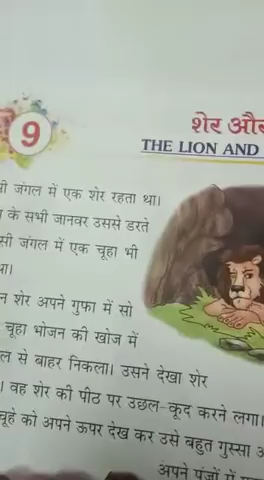 9
शेर और
THE LION AND
जंगल में एक शेर रहता था।
के सभी जानवर उससे डरते
जंगल में एक चूहा भी
शेर अपने गुफा में सो
चूहा भोजन की खोज में
से बाहर निकला। उसने देखा शेर
वह शेर की पीठ पर उछल-कूद करने लगा।
चूहे को अपने ऊपर देख कर उसे बहुत गुस्सा
अपने पंजों में